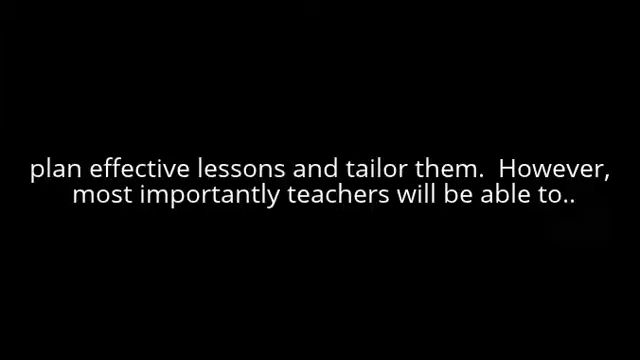 plan effective lessons and tailor them.  However,
most importantly teachers will be able to..